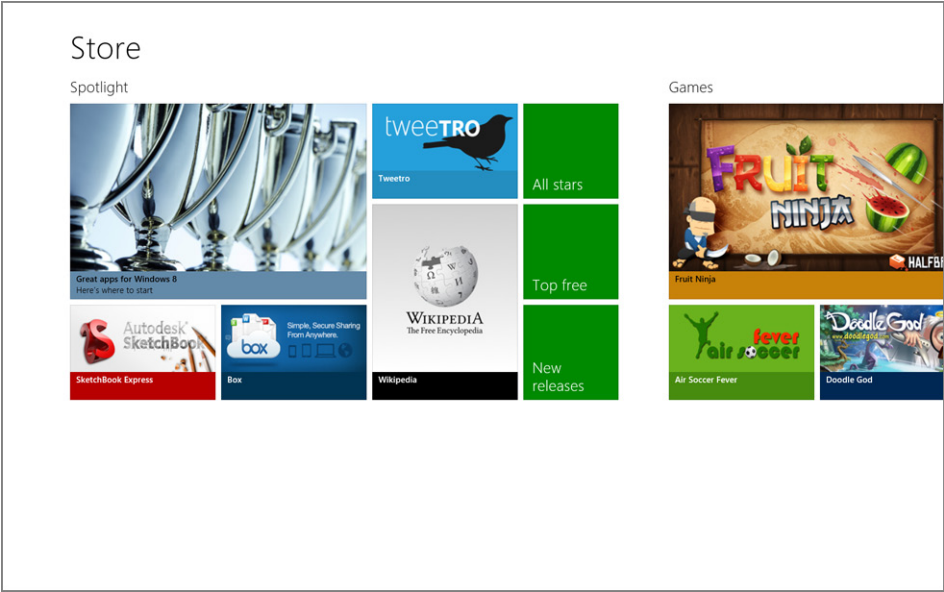 Store
Spotlight
Great apps for Windows 8
Here's where to start
Autodesk
SketchBook
SketchBook Express
box
Simple, Secure Sharing
From Anywhere.
Box
tweeTRO
Tweetro
WIKIPEDIA
The Free Encyclopedia
Wikipedia
All stars
Top free
New
releases
Games
FRUIT
NINJA
Fruit Ninja
fever
air soccer
Air Soccer Fever
Doodle God
www.doodlegod
Doodle God